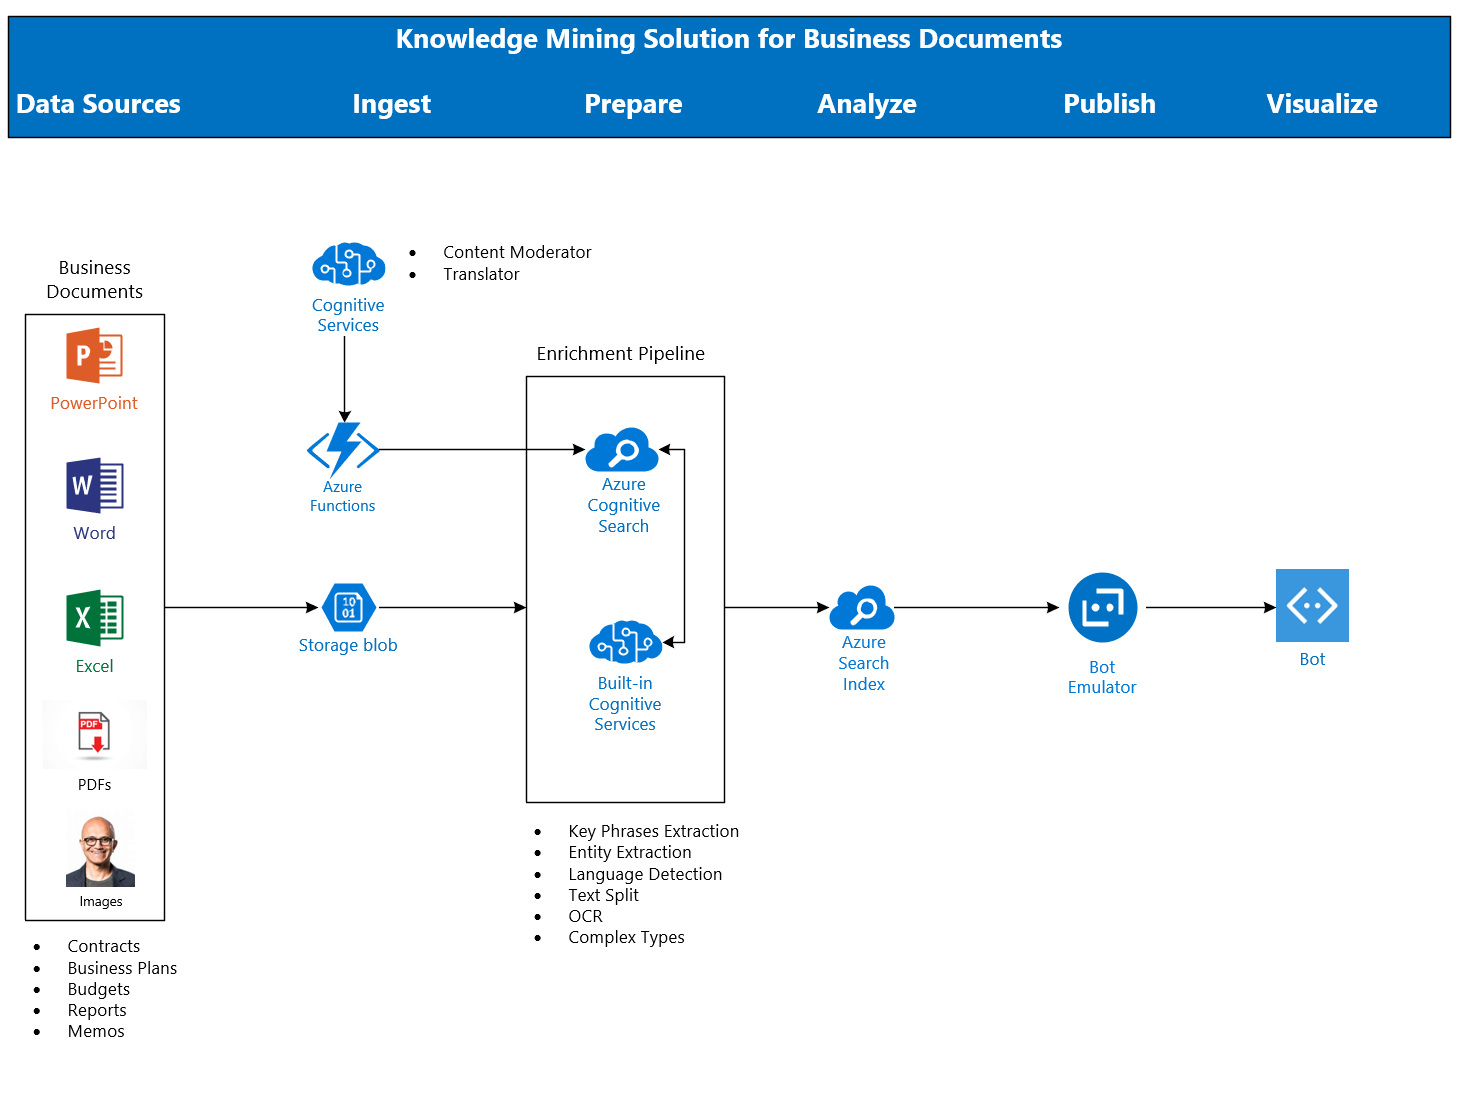 Knowledge Mining Solution for Business Documents
Data Sources
Ingest
Prepare
Analyze
Publish
Visualize
Business
Documents
P
PowerPoint
W
Word
X
Excel
PDF
PDFs
Images
• Contracts
• Business Plans
• Budgets
• Reports
• Memos
Cognitive
Services
• Content Moderator
• Translator
Azure
Functions
10
01
Storage blob
Enrichment Pipeline
Azure
Cognitive
Search
Built-in
Cognitive
Services
• Key Phrases Extraction
• Entity Extraction
• Language Detection
• Text Split
• OCR
• Complex Types
Azure
Search
Index
Bot
Emulator
Bot